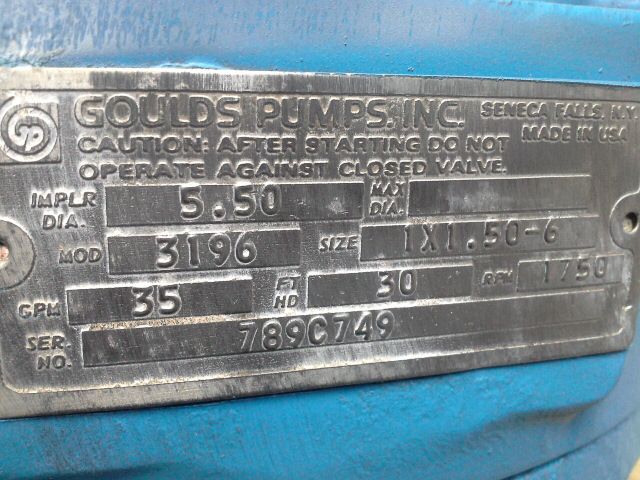 GP GOULDS PUMPS, INC. SENECA FALLS, N.Y.
CAUTION: AFTER STARTING DO NOT MADE IN USA
OPERATE AGAINST CLOSED VALVE.
IMPLR DIA. 5.50 MAX DIA.
MOD 3196 SIZE 1X1.50-6
GPM 35 FT HD 30 RPM 1750
SER. NO. 789C749